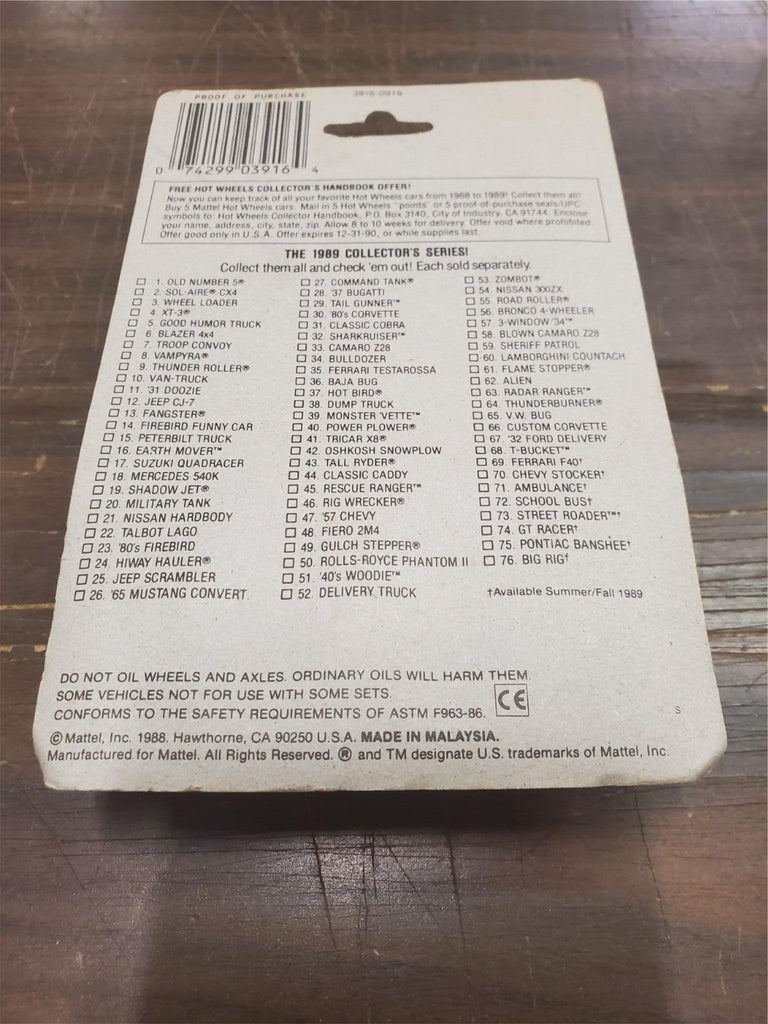 PROOF OF PURCHASE
3916-0919
0 74299 03916 4
FREE HOT WHEELS COLLECTOR'S HANDBOOK OFFER!
Now you can keep track of all your favorite Hot Wheels cars from 1968 to 1989! Collect them all!
Buy 5 Mattel Hot Wheels cars. Mail in 5 Hot Wheels "points" or 5 proof-of-purchase seals/UPC
symbols to: Hot Wheels Collector Handbook, P.O. Box 3140, City of Industry, CA 91744. Enclose
your name, address, city, state, zip. Allow 8 to 10 weeks for delivery. Offer void where prohibited.
Offer good only in U.S.A. Offer expires 12-31-90, or while supplies last.
THE 1989 COLLECTOR'S SERIES!
Collect them all and check 'em out! Each sold separately.
1. OLD NUMBER 5®
2. SOL-AIRE® CX4
3. WHEEL LOADER
4. XT-3®
5. GOOD HUMOR TRUCK
6. BLAZER 4x4
7. TROOP CONVOY
8. VAMPYRA®
9. THUNDER ROLLER®
10. VAN-TRUCK
11. '31 DOOZIE
12. JEEP CJ-7
13. FANGSTER®
14. FIREBIRD FUNNY CAR
15. PETERBILT TRUCK
16. EARTH MOVER™
17. SUZUKI QUADRACER
18. MERCEDES 540K
19. SHADOW JET®
20. MILITARY TANK
21. NISSAN HARDBODY
22. TALBOT LAGO
23. '80's FIREBIRD
24. HIWAY HAULER®
25. JEEP SCRAMBLER
26. '65 MUSTANG CONVERT.
27. COMMAND TANK®
28. '37 BUGATTI
29. TAIL GUNNER™
30. '80's CORVETTE
31. CLASSIC COBRA
32. SHARKRUISER™
33. CAMARO Z28
34. BULLDOZER
35. FERRARI TESTAROSSA
36. BAJA BUG
37. HOT BIRD®
38. DUMP TRUCK
39. MONSTER 'VETTE™
40. POWER PLOWER®
41. TRICAR X8®
42. OSHKOSH SNOWPLOW
43. TALL RYDER®
44. CLASSIC CADDY
45. RESCUE RANGER™
46. RIG WRECKER®
47. '57 CHEVY
48. FIERO 2M4
49. GULCH STEPPER®
50. ROLLS-ROYCE PHANTOM II
51. '40's WOODIE™
52. DELIVERY TRUCK
53. ZOMBOT®
54. NISSAN 300ZX
55. ROAD ROLLER®
56. BRONCO 4-WHEELER
57. 3-WINDOW '34™
58. BLOWN CAMARO Z28
59. SHERIFF PATROL
60. LAMBORGHINI COUNTACH
61. FLAME STOPPER®
62. ALIEN
63. RADAR RANGER™
64. THUNDERBURNER®
65. V.W. BUG
66. CUSTOM CORVETTE
67. '32 FORD DELIVERY
68. T-BUCKET™
69. FERRARI F40†
70. CHEVY STOCKER†
71. AMBULANCE†
72. SCHOOL BUS†
73. STREET ROADER™†
74. GT RACER†
75. PONTIAC BANSHEE†
76. BIG RIG†
†Available Summer/Fall 1989
DO NOT OIL WHEELS AND AXLES. ORDINARY OILS WILL HARM THEM.
SOME VEHICLES NOT FOR USE WITH SOME SETS.
CONFORMS TO THE SAFETY REQUIREMENTS OF ASTM F963-86. CE
S
© Mattel, Inc. 1988. Hawthorne, CA 90250 U.S.A. MADE IN MALAYSIA.
Manufactured for Mattel. All Rights Reserved. ® and TM designate U.S. trademarks of Mattel, Inc.